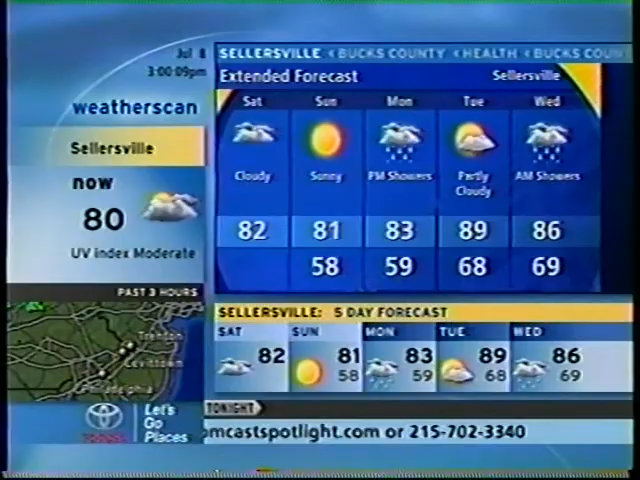 Jul 8
3:00:09pm
weatherscan
Sellersville
now
80
UV index Moderate
PAST 3 HOURS
Trenton
Levittown
Philadelphia
Let's
Go
Places
SELLERSVILLE <BUCKS COUNTY <HEALTH <BUCKS COUN
Extended Forecast Sellersville
Sat Sun Mon Tue Wed
Cloudy Sunny PM Showers Partly Cloudy AM Showers
82 81 83 89 86
58 59 68 69
SELLERSVILLE: 5 DAY FORECAST
SAT SUN MON TUE WED
82 81 83 89 86
58 59 68 69
TONIGHT
omcastspotlight.com or 215-702-3340